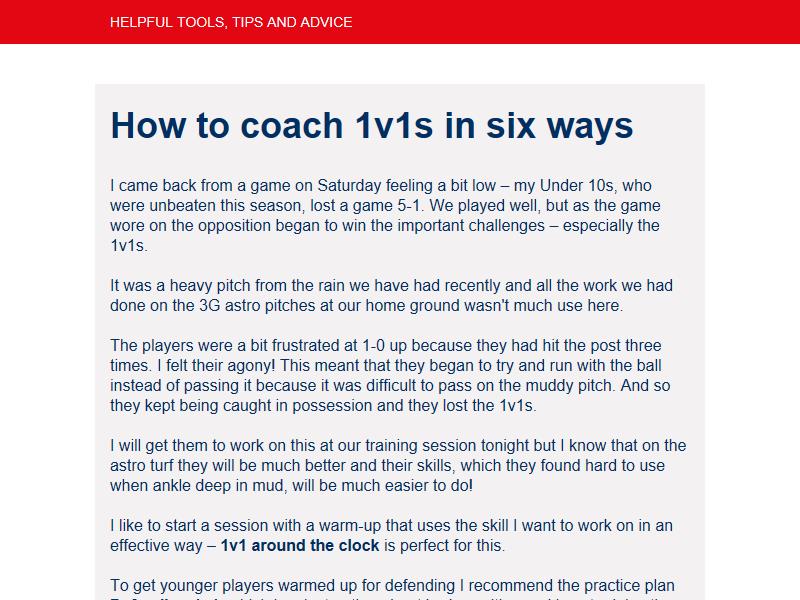 HELPFUL TOOLS, TIPS AND ADVICE
How to coach 1v1s in six ways
I came back from a game on Saturday feeling a bit low – my Under 10s, who
were unbeaten this season, lost a game 5-1. We played well, but as the game
wore on the opposition began to win the important challenges – especially the
1v1s.
It was a heavy pitch from the rain we have had recently and all the work we had
done on the 3G astro pitches at our home ground wasn't much use here.
The players were a bit frustrated at 1-0 up because they had hit the post three
times. I felt their agony! This meant that they began to try and run with the ball
instead of passing it because it was difficult to pass on the muddy pitch. And so
they kept being caught in possession and they lost the 1v1s.
I will get them to work on this at our training session tonight but I know that on the
astro turf they will be much better and their skills, which they found hard to use
when ankle deep in mud, will be much easier to do!
I like to start a session with a warm-up that uses the skill I want to work on in an
effective way – 1v1 around the clock is perfect for this.
To get younger players warmed up for defending I recommend the practice plan